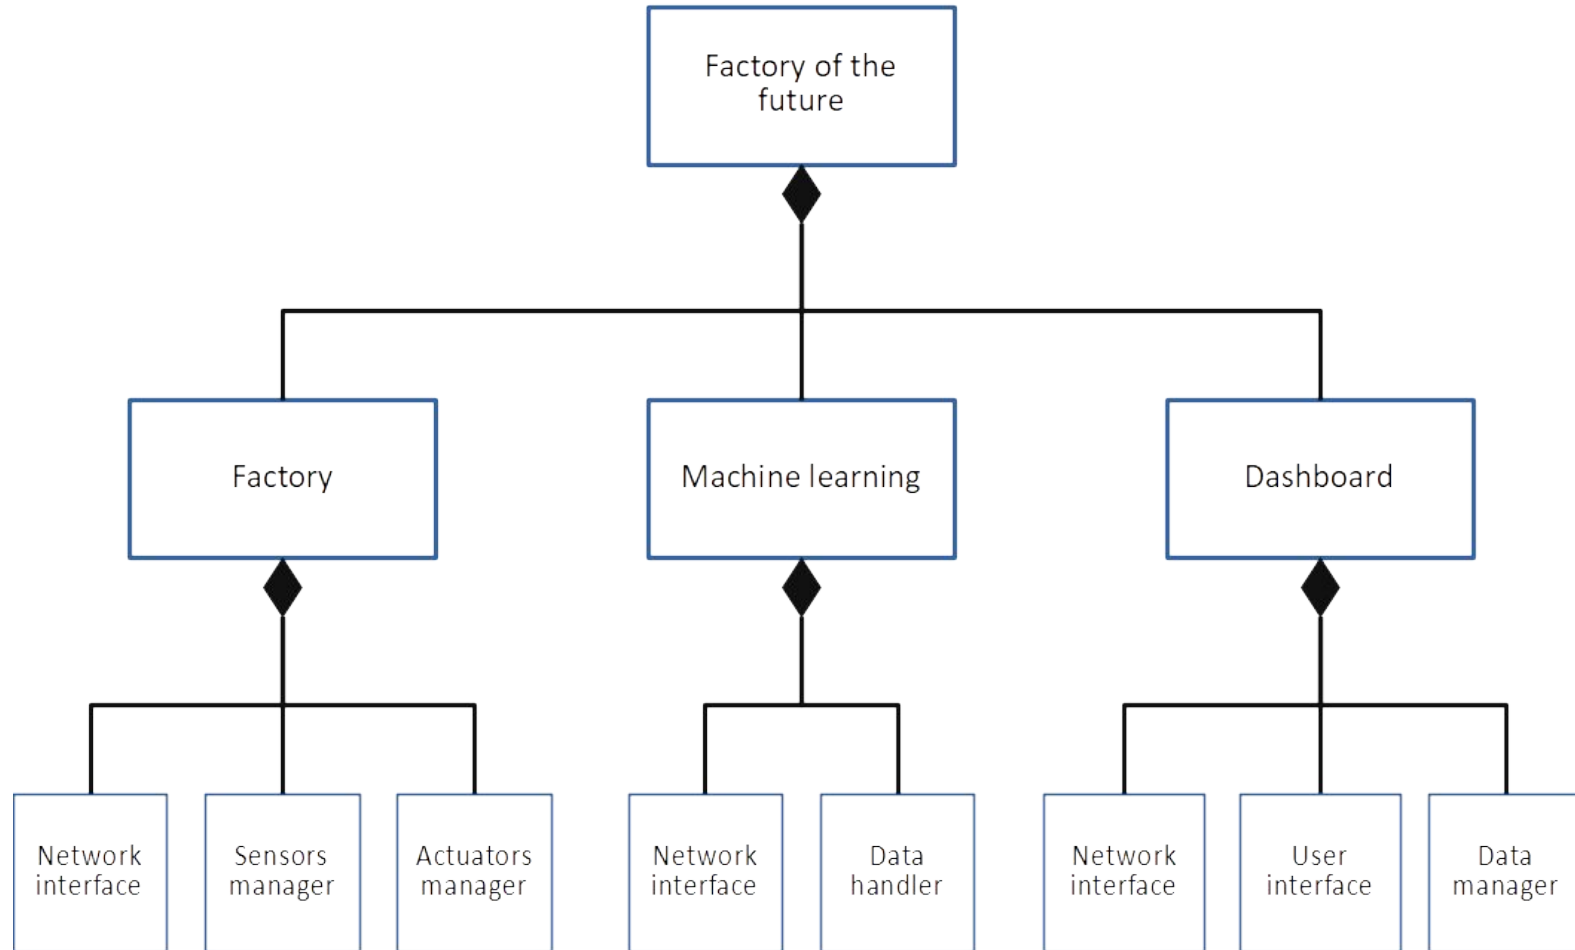 Factory of the
future
Factory
Machine learning
Dashboard
Network
interface
Sensors
manager
Actuators
manager
Network
interface
Data
handler
Network
interface
User
interface
Data
manager